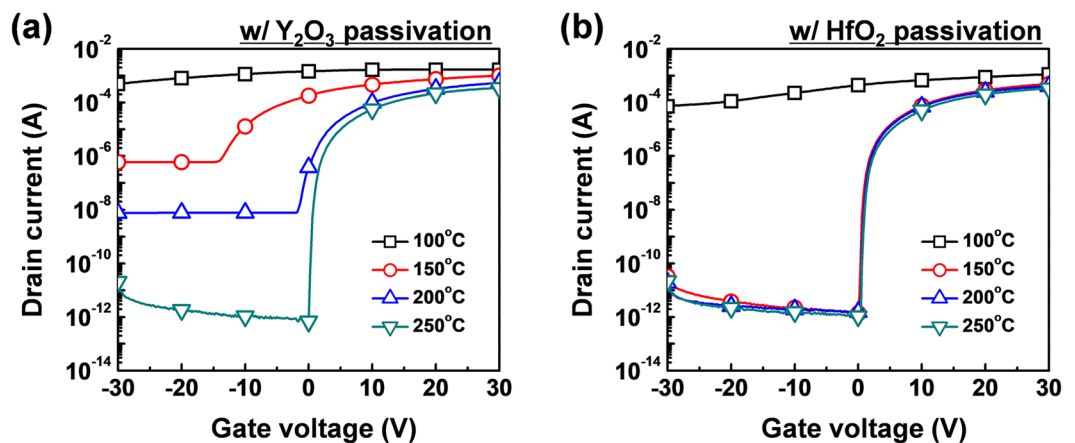 (a)
w/ Y₂O₃ passivation
Drain current (A)
10⁻²
10⁻⁴
10⁻⁶
10⁻⁸
10⁻¹⁰
10⁻¹²
10⁻¹⁴
100°C
150°C
200°C
250°C
-30 -20 -10 0 10 20 30
Gate voltage (V)
(b)
w/ HfO₂ passivation
Drain current (A)
10⁻²
10⁻⁴
10⁻⁶
10⁻⁸
10⁻¹⁰
10⁻¹²
10⁻¹⁴
100°C
150°C
200°C
250°C
-30 -20 -10 0 10 20 30
Gate voltage (V)